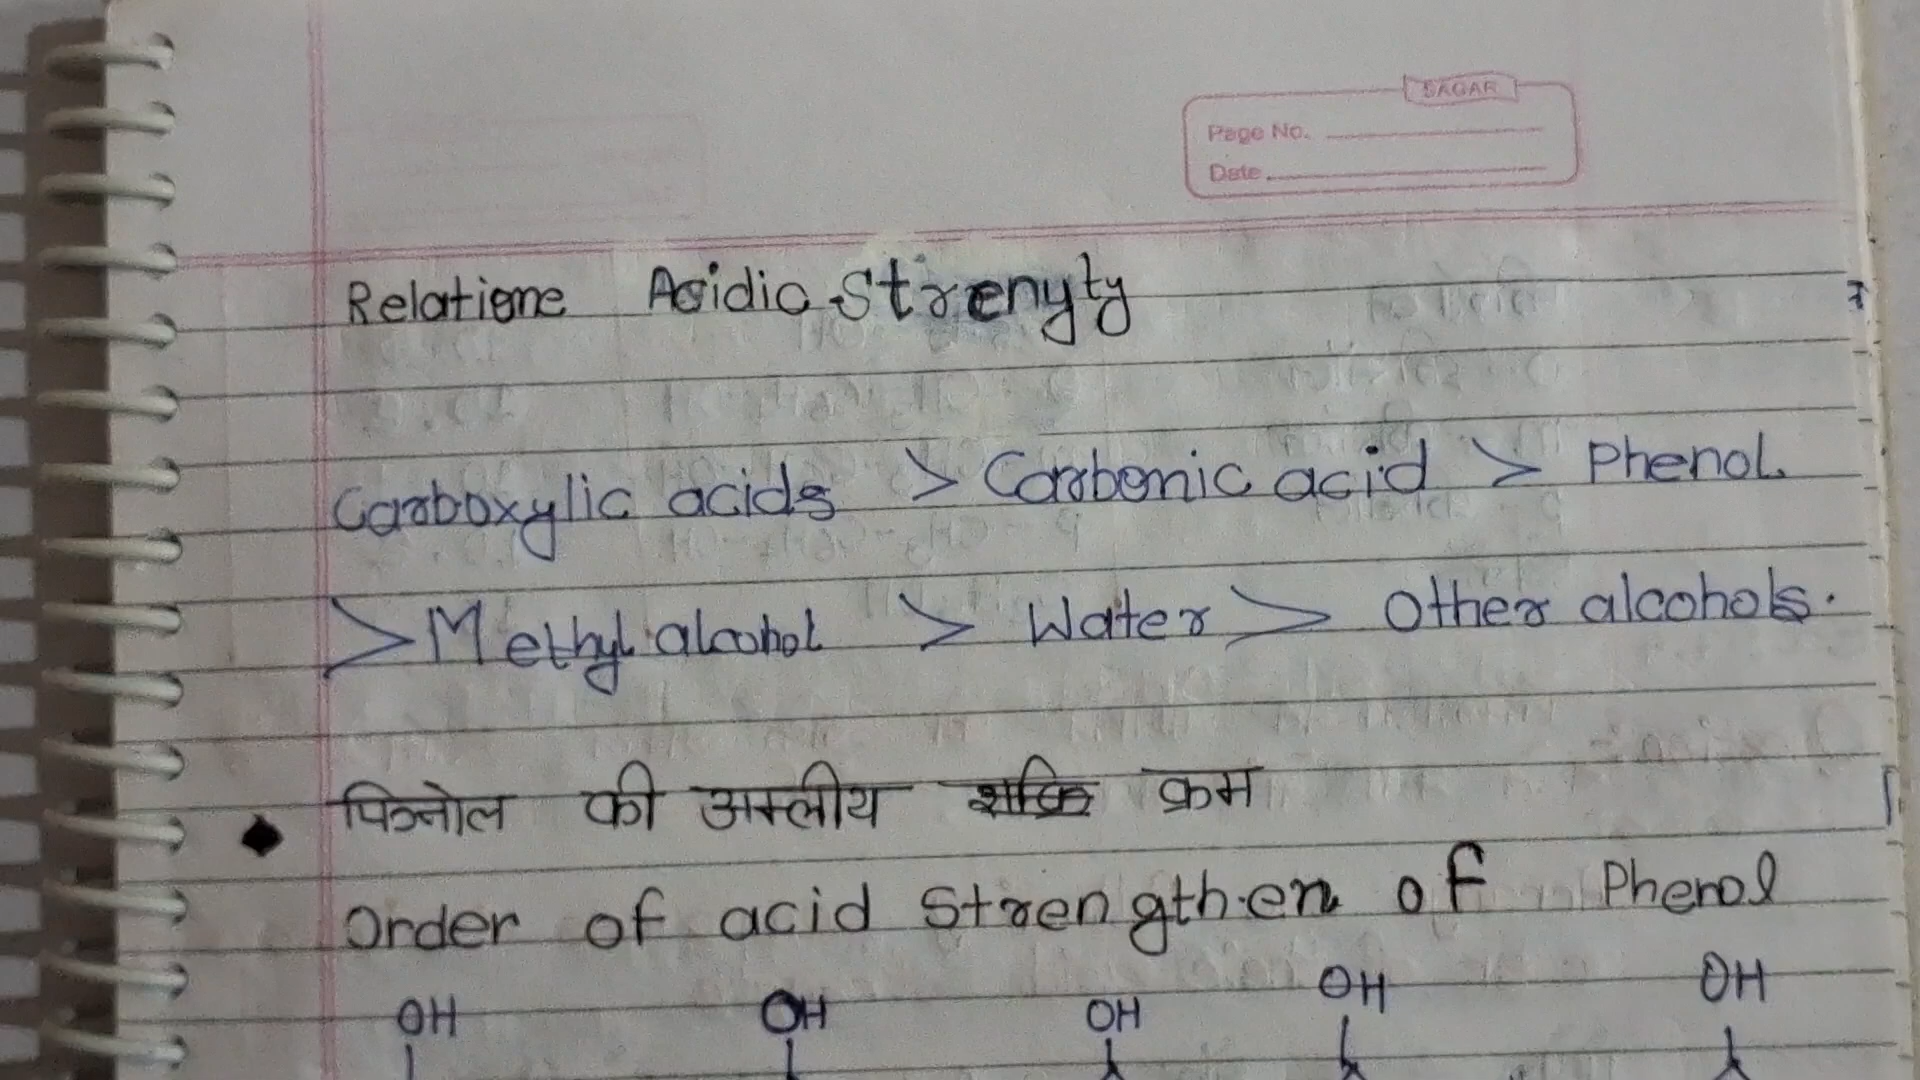 SAGAR
Page No.
Date
Relatione Acidic Strenyty
Carboxylic acids > Carbonic acid > Phenol.
> Methyl alcohol > Water > Other alcohols.
फिनोल की अम्लीय शक्ति क्रम
Order of acid Strengthen of Phenol
OH OH OH OH OH